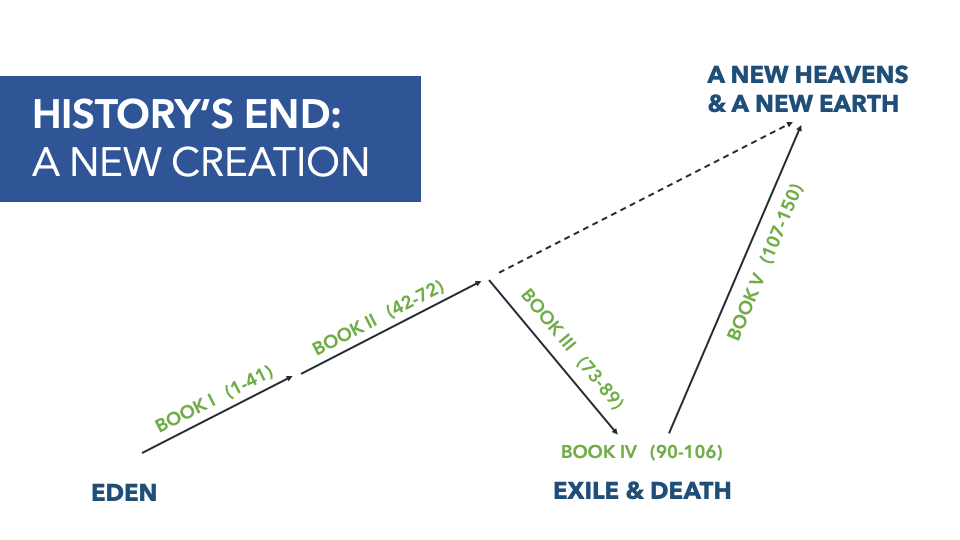 HISTORY'S END:
A NEW CREATION
A NEW HEAVENS
& A NEW EARTH
BOOK I (1-41)
BOOK II (42-72)
BOOK III (73-89)
BOOK V (107-150)
BOOK IV (90-106)
EDEN
EXILE & DEATH